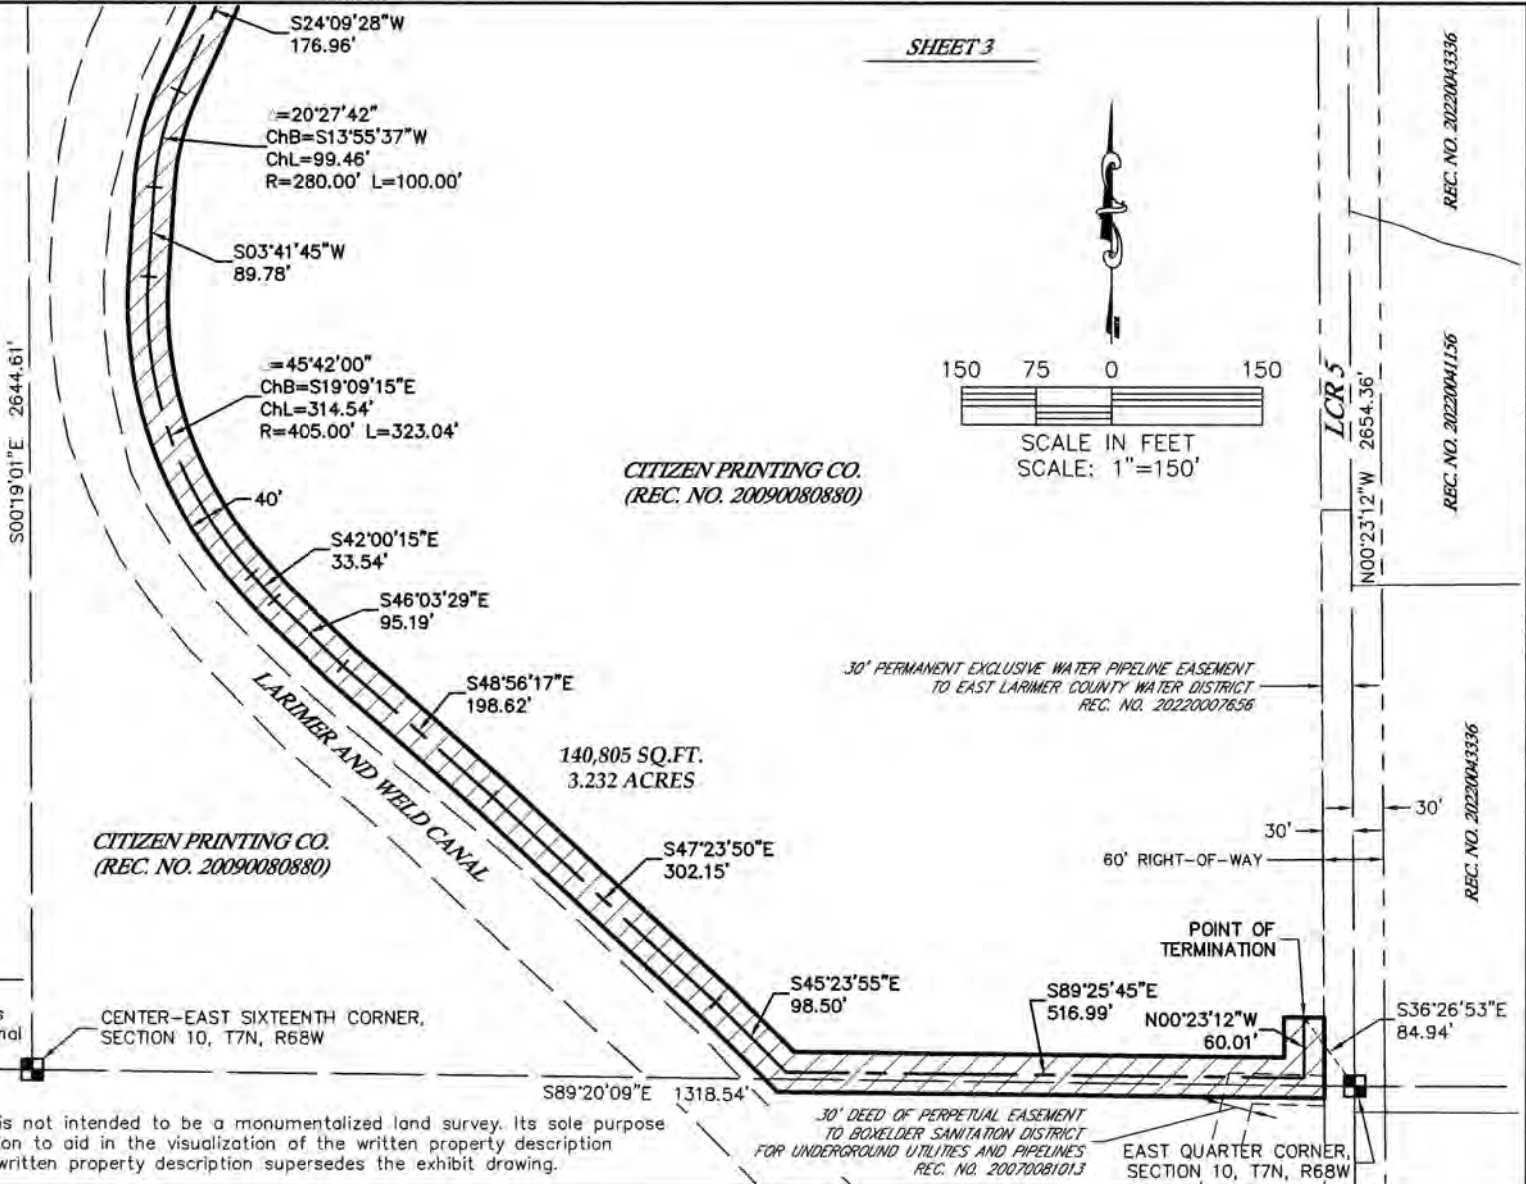 SHEET 3
S24°09'28"W
176.96'
=20°27'42"
ChB=S13°55'37"W
ChL=99.46'
R=280.00' L=100.00'
S03°41'45"W
89.78'
S00°19'01"E 2644.61'
=45°42'00"
ChB=S19°09'15"E
ChL=314.54'
R=405.00' L=323.04'
40'
S42°00'15"E
33.54'
S46°03'29"E
95.19'
S48°56'17"E
198.62'
150 75 0 150
SCALE IN FEET
SCALE: 1"=150'
CITIZEN PRINTING CO.
(REC. NO. 20090080880)
LCR 5
N00°23'12"W 2654.36'
REC. NO. 20220043336
REC. NO. 20220041156
REC. NO. 20220043336
30' PERMANENT EXCLUSIVE WATER PIPELINE EASEMENT
TO EAST LARIMER COUNTY WATER DISTRICT
REC. NO. 20220007656
LARIMER AND WELD CANAL
140,805 SQ.FT.
3.232 ACRES
CITIZEN PRINTING CO.
(REC. NO. 20090080880)
S47°23'50"E
302.15'
30'
30'
60' RIGHT-OF-WAY
POINT OF
TERMINATION
S45°23'55"E
98.50'
S89°25'45"E
516.99'
N00°23'12"W
60.01'
S36°26'53"E
84.94'
CENTER-EAST SIXTEENTH CORNER,
SECTION 10, T7N, R68W
S89°20'09"E 1318.54'
30' DEED OF PERPETUAL EASEMENT
TO BOXELDER SANITATION DISTRICT
FOR UNDERGROUND UTILITIES AND PIPELINES
REC. NO. 20070081013
EAST QUARTER CORNER,
SECTION 10, T7N, R68W
s
nal
is not intended to be a monumentalized land survey. Its sole purpose
ion to aid in the visualization of the written property description
written property description supersedes the exhibit drawing.